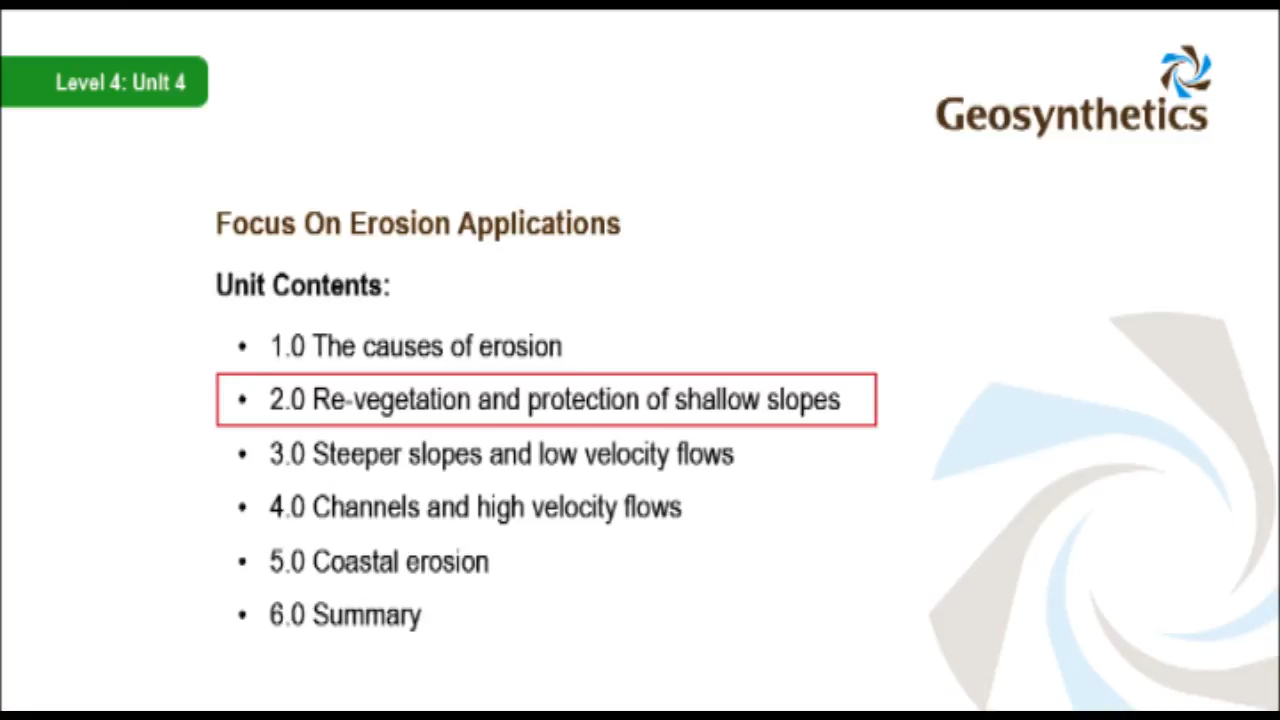 Level 4: Unit 4
Geosynthetics
Focus On Erosion Applications
Unit Contents:
• 1.0 The causes of erosion
• 2.0 Re-vegetation and protection of shallow slopes
• 3.0 Steeper slopes and low velocity flows
• 4.0 Channels and high velocity flows
• 5.0 Coastal erosion
• 6.0 Summary